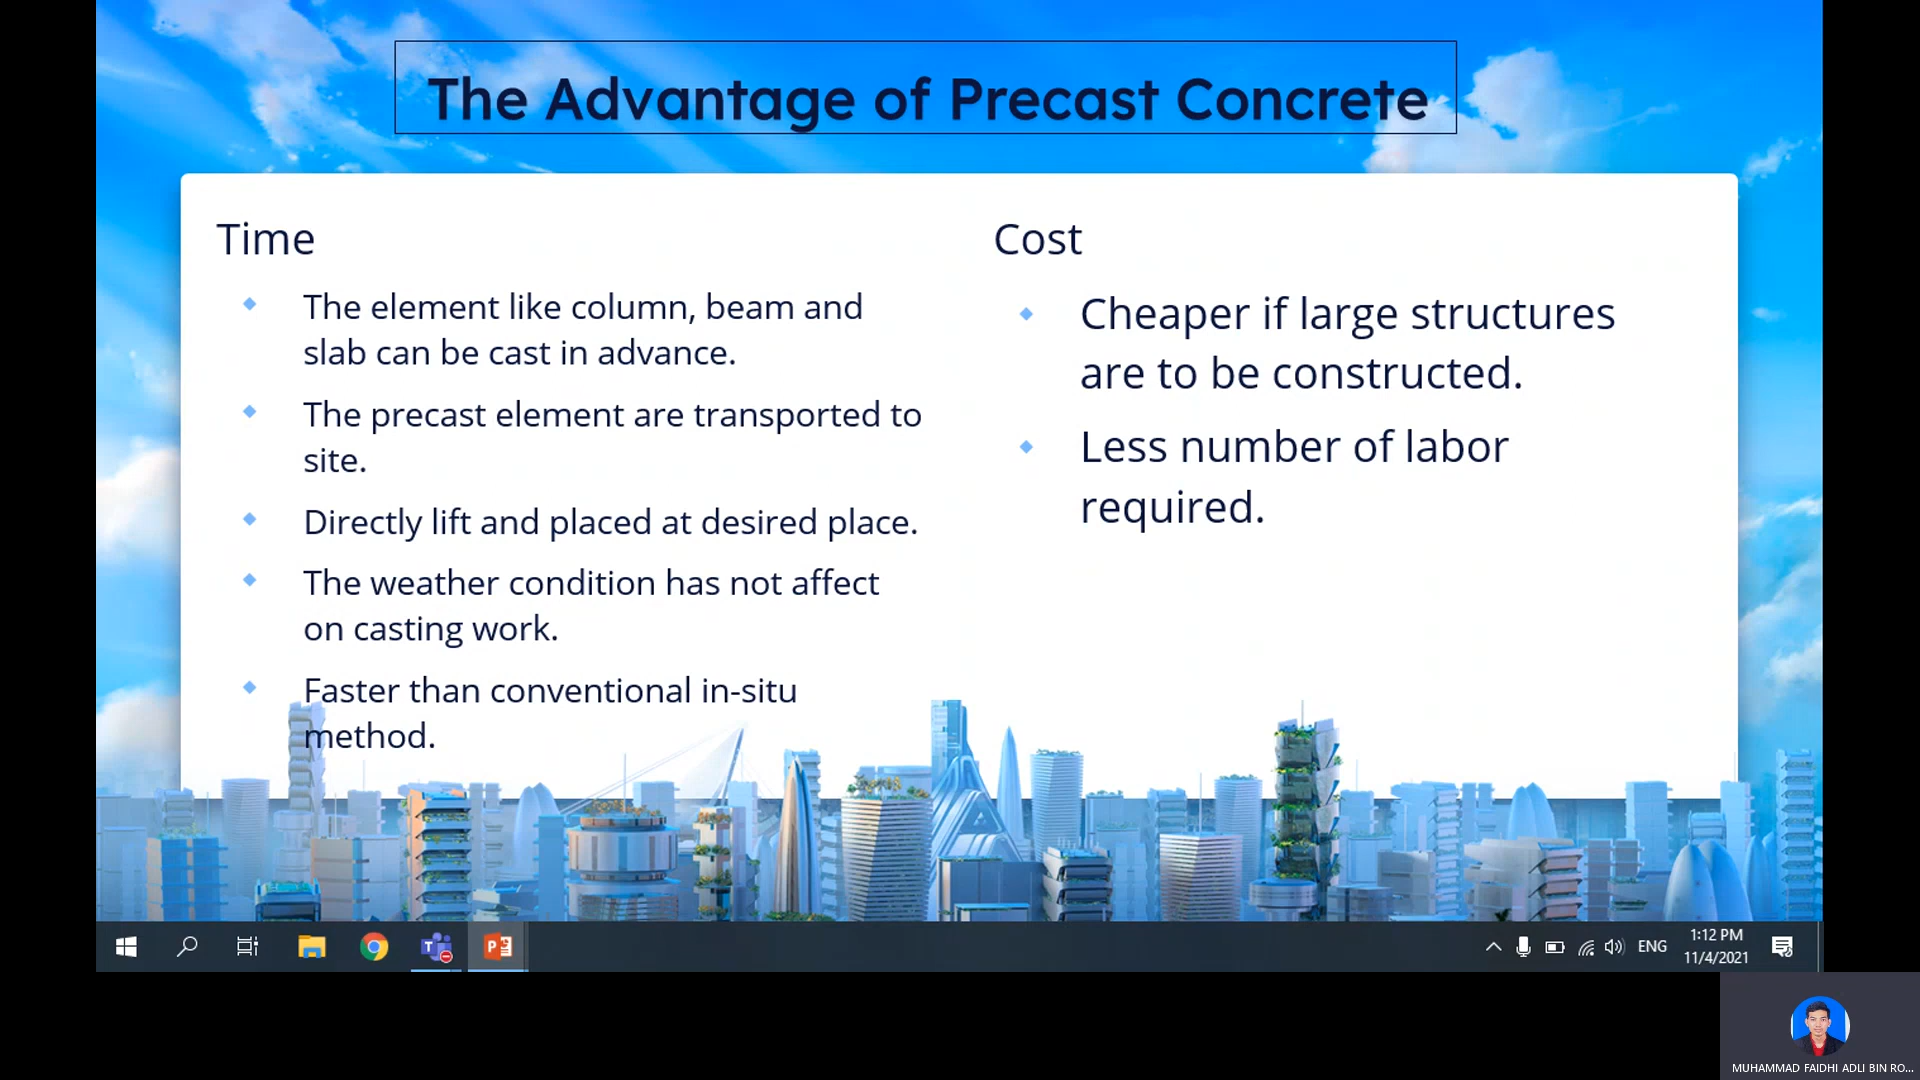 The Advantage of Precast Concrete
Time
The element like column, beam and
slab can be cast in advance.
The precast element are transported to
site.
Directly lift and placed at desired place.
The weather condition has not affect
on casting work.
Faster than conventional in-situ
method.
Cost
Cheaper if large structures
are to be constructed.
Less number of labor
required.
ENG
1:12 PM
11/4/2021
MUHAMMAD FAIDHI ADLI BIN RO...